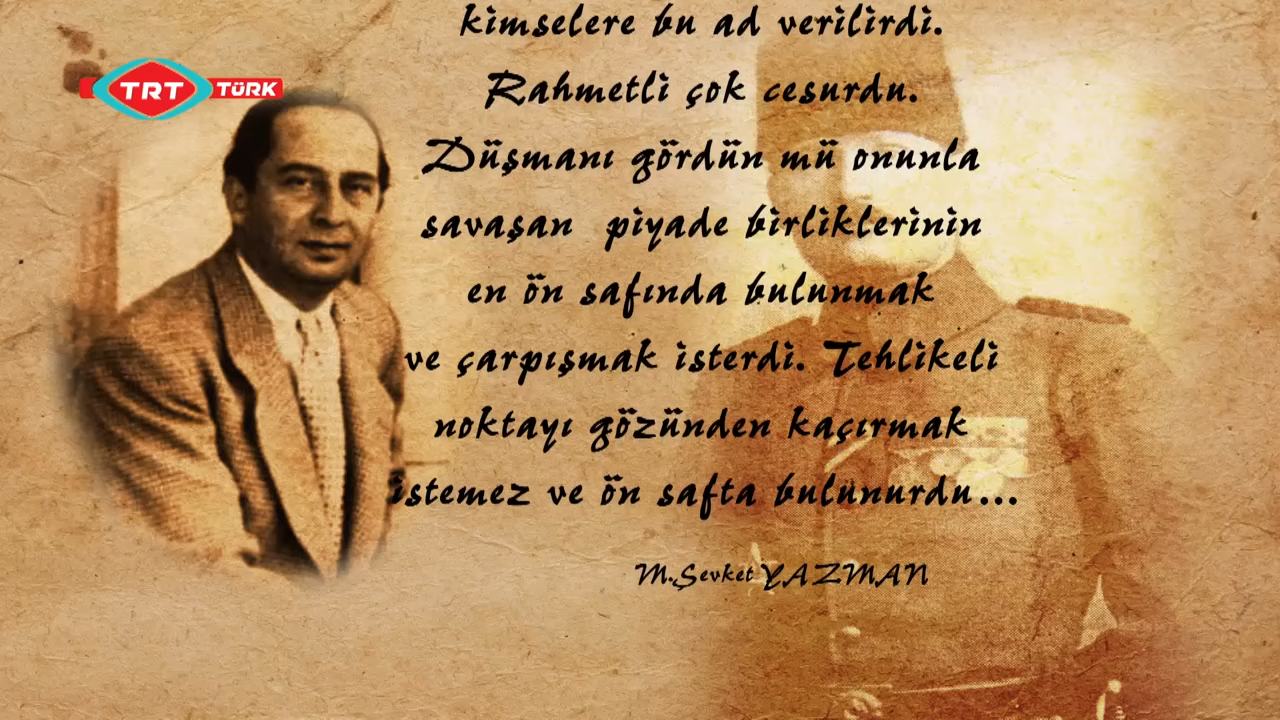 kimselere bu ad verilirdi.
TRT TÜRK
Rahmetli çok cesurdu.
Düşmanı gördün mü onunla
savaşan piyade birliklerinin
en ön safında bulunmak
ve çarpışmak isterdi. Tehlikeli
noktayı gözünden kaçırmak
istemez ve ön safta bulunurdu...
M.Şevket YAZMAN